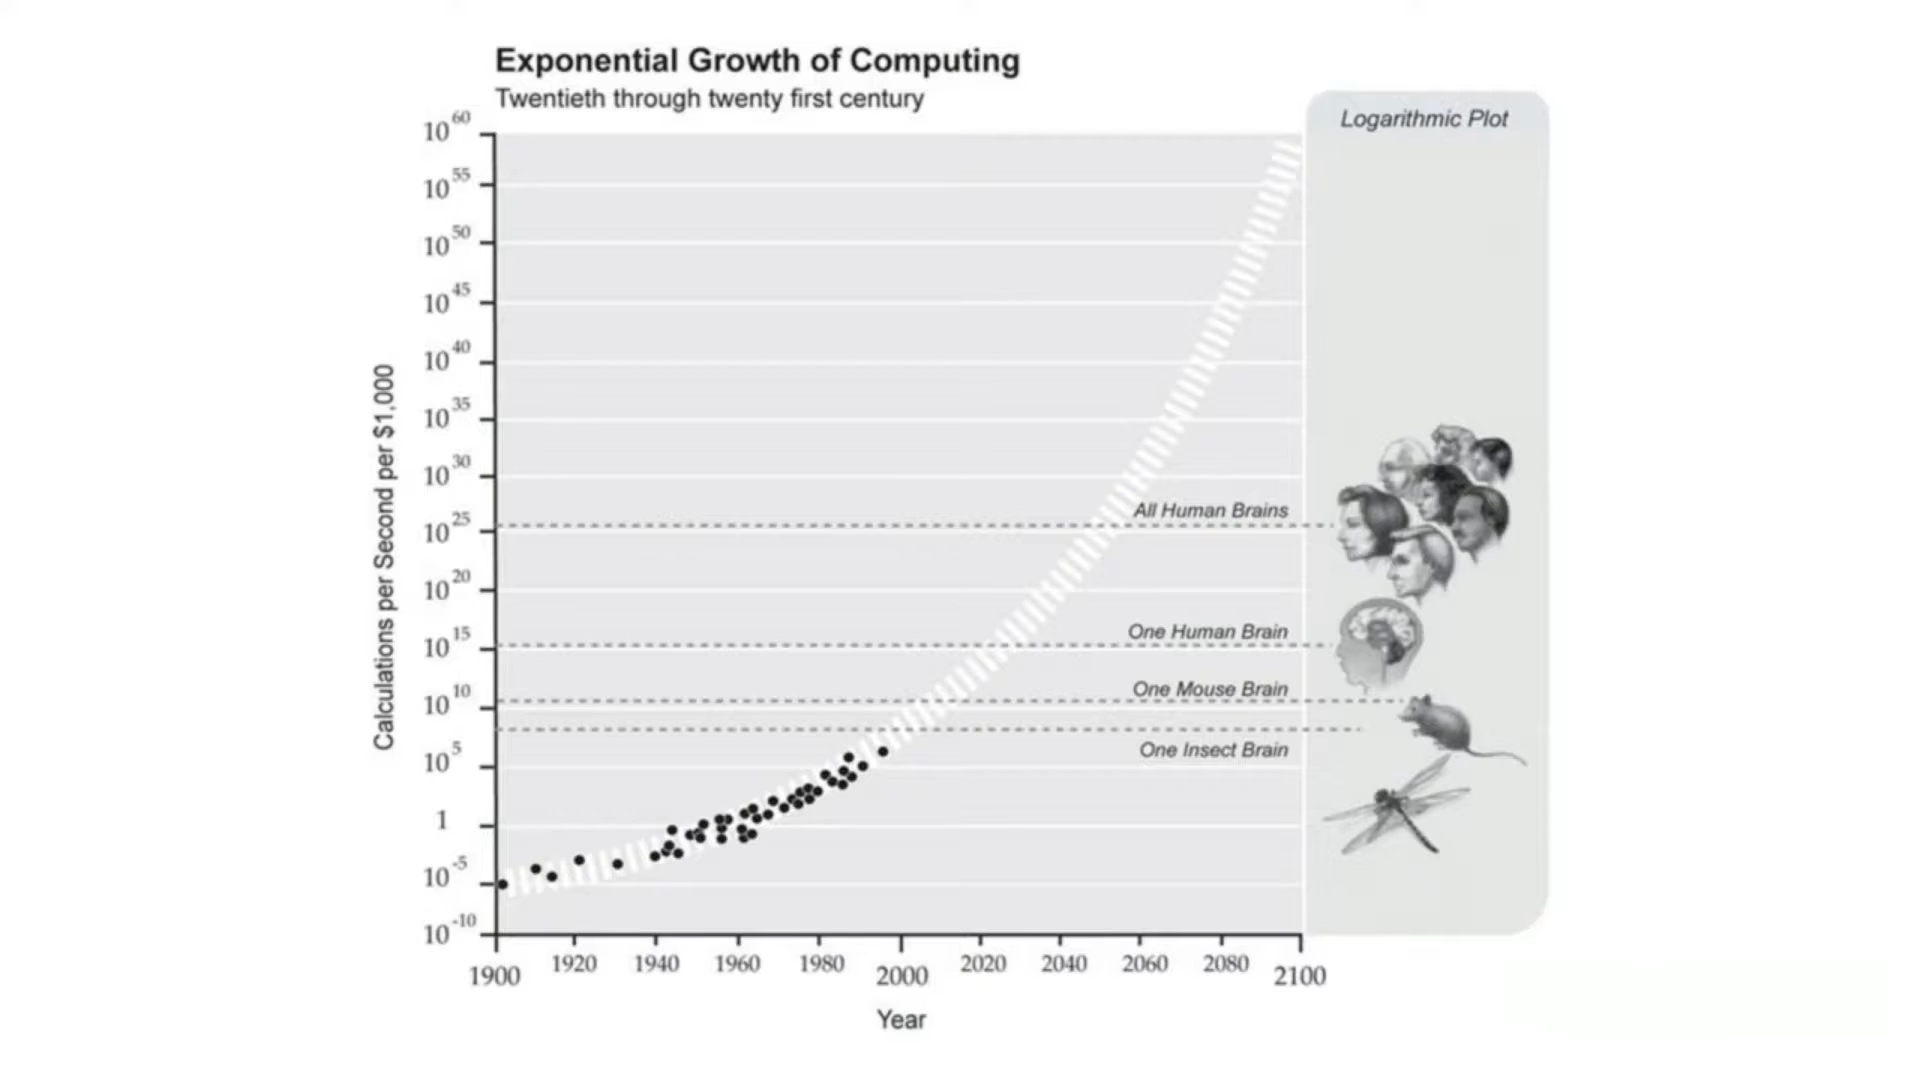 Exponential Growth of Computing
Twentieth through twenty first century
Logarithmic Plot
Calculations per Second per $1,000
10 60
10 55
10 50
10 45
10 40
10 35
10 30
10 25
10 20
10 15
10 10
10 5
1
10 -5
10 -10
All Human Brains
One Human Brain
One Mouse Brain
One Insect Brain
1900 1920 1940 1960 1980 2000 2020 2040 2060 2080 2100
Year